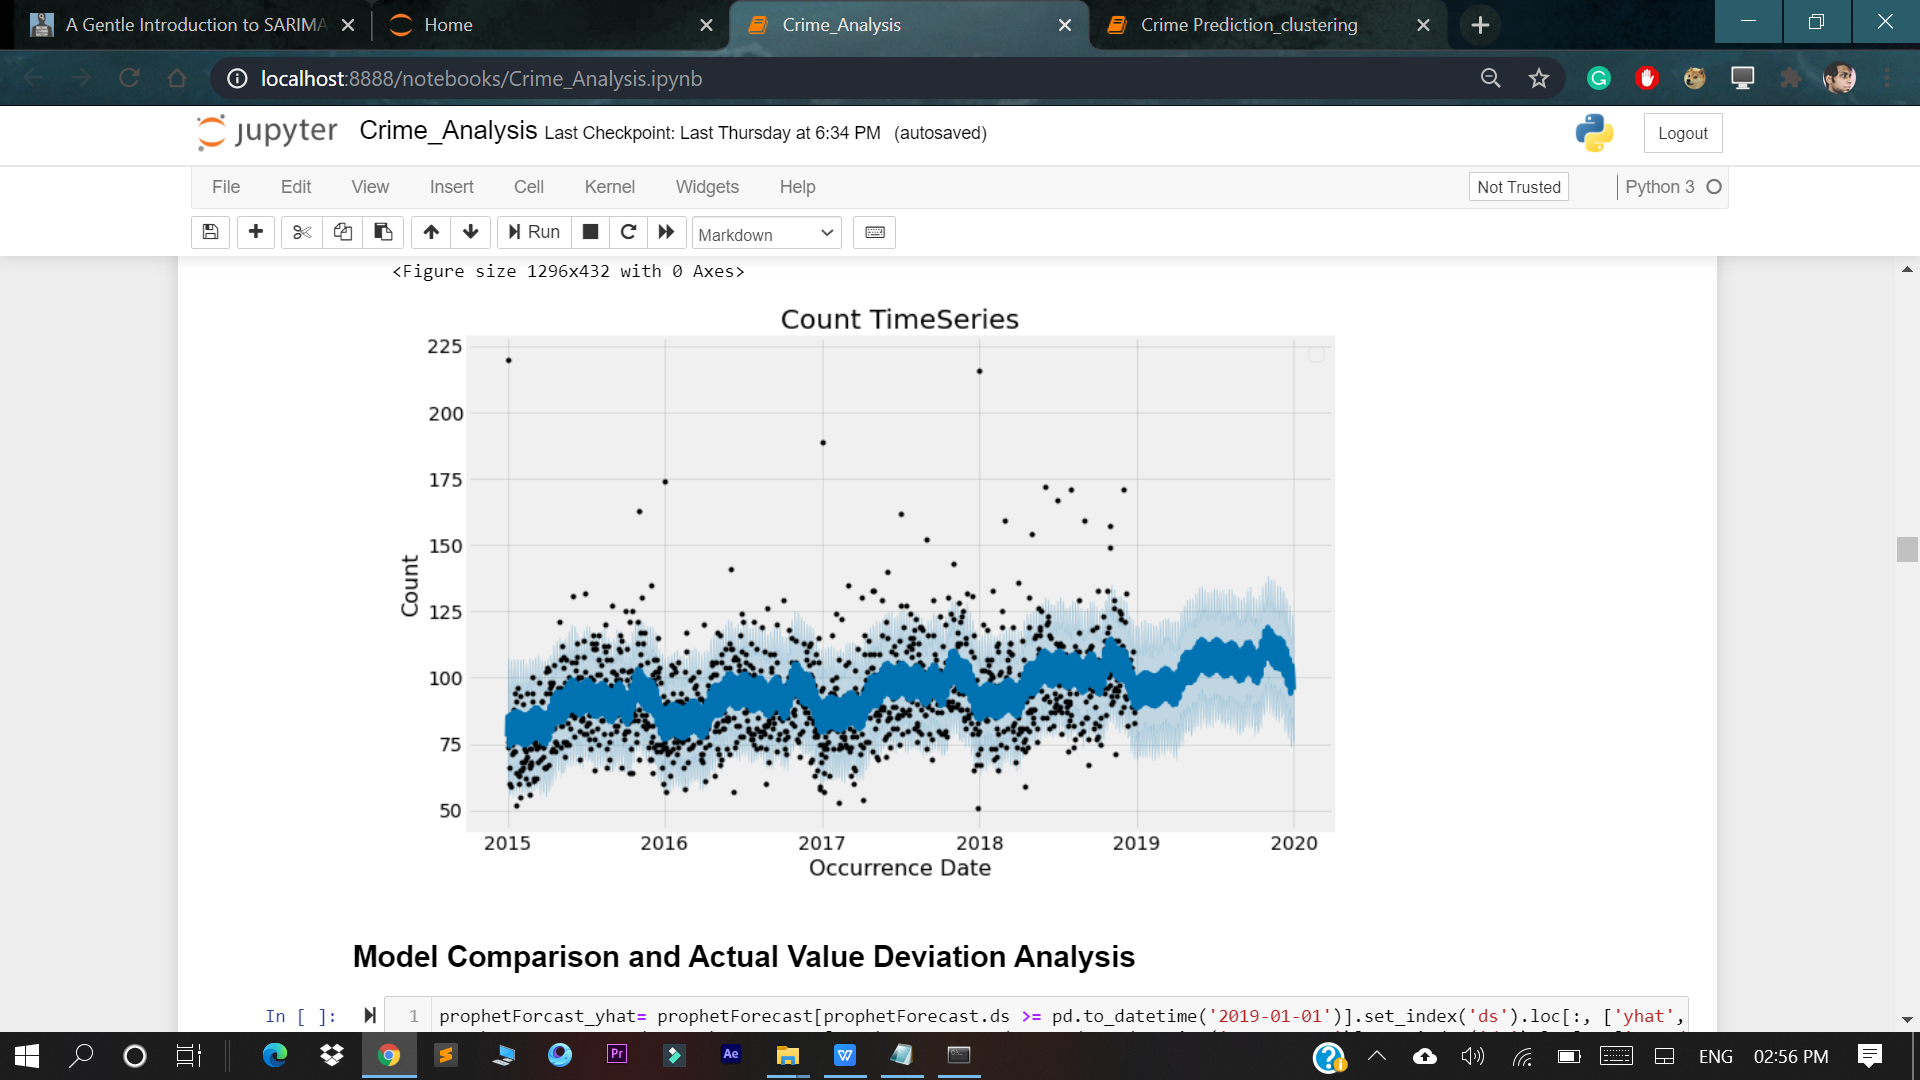 A Gentle Introduction to SARIMA
Home
Crime_Analysis
Crime Prediction_clustering
localhost:8888/notebooks/Crime_Analysis.ipynb
jupyter Crime_Analysis Last Checkpoint: Last Thursday at 6:34 PM (autosaved)
Logout
File Edit View Insert Cell Kernel Widgets Help
Not Trusted
Python 3
Run
Markdown
<Figure size 1296x432 with 0 Axes>
Count TimeSeries
225
200
175
150
125
100
75
50
Count
2015 2016 2017 2018 2019 2020
Occurrence Date
Model Comparison and Actual Value Deviation Analysis
In [ ]: 1 prophetForcast_yhat= prophetForecast[prophetForecast.ds >= pd.to_datetime('2019-01-01')].set_index('ds').loc[:, ['yhat',
Pr
Ae
W
ENG 02:56 PM